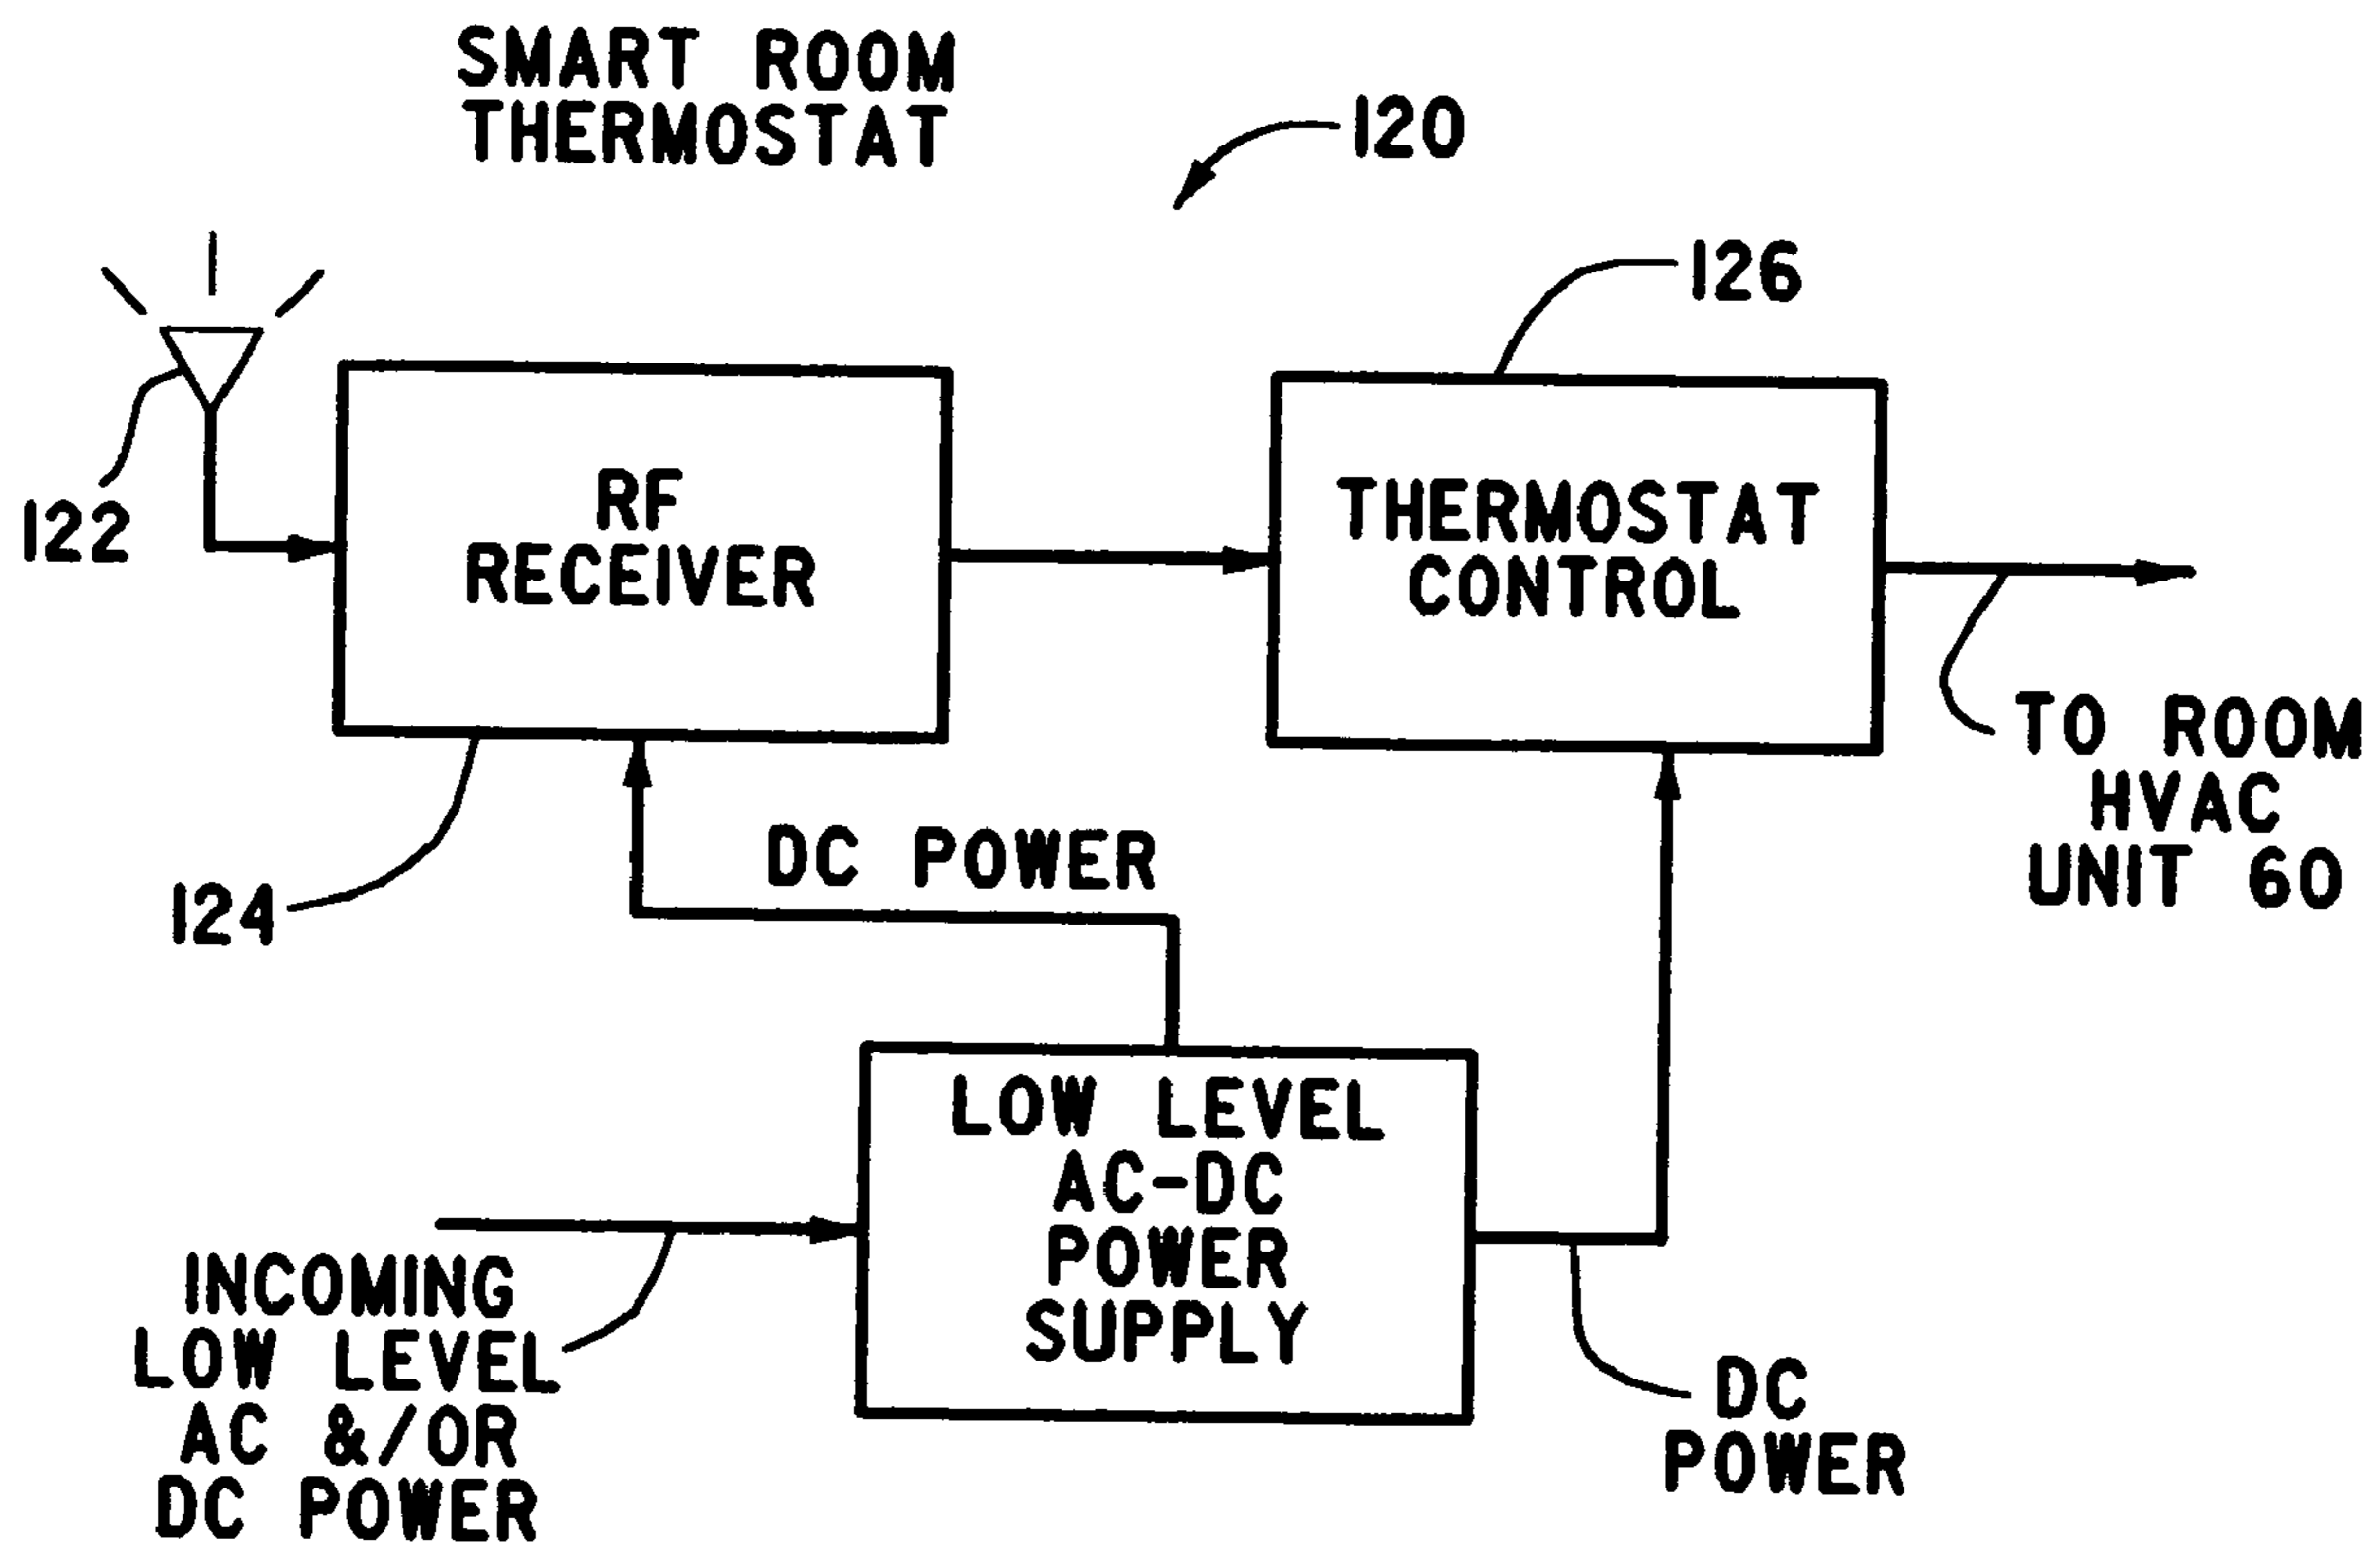 SMART ROOM
THERMOSTAT
120
126
122
RF
RECEIVER
THERMOSTAT
CONTROL
TO ROOM
HVAC
UNIT 60
124
DC POWER
LOW LEVEL
AC-DC
POWER
SUPPLY
INCOMING
LOW LEVEL
AC &/OR
DC POWER
DC
POWER